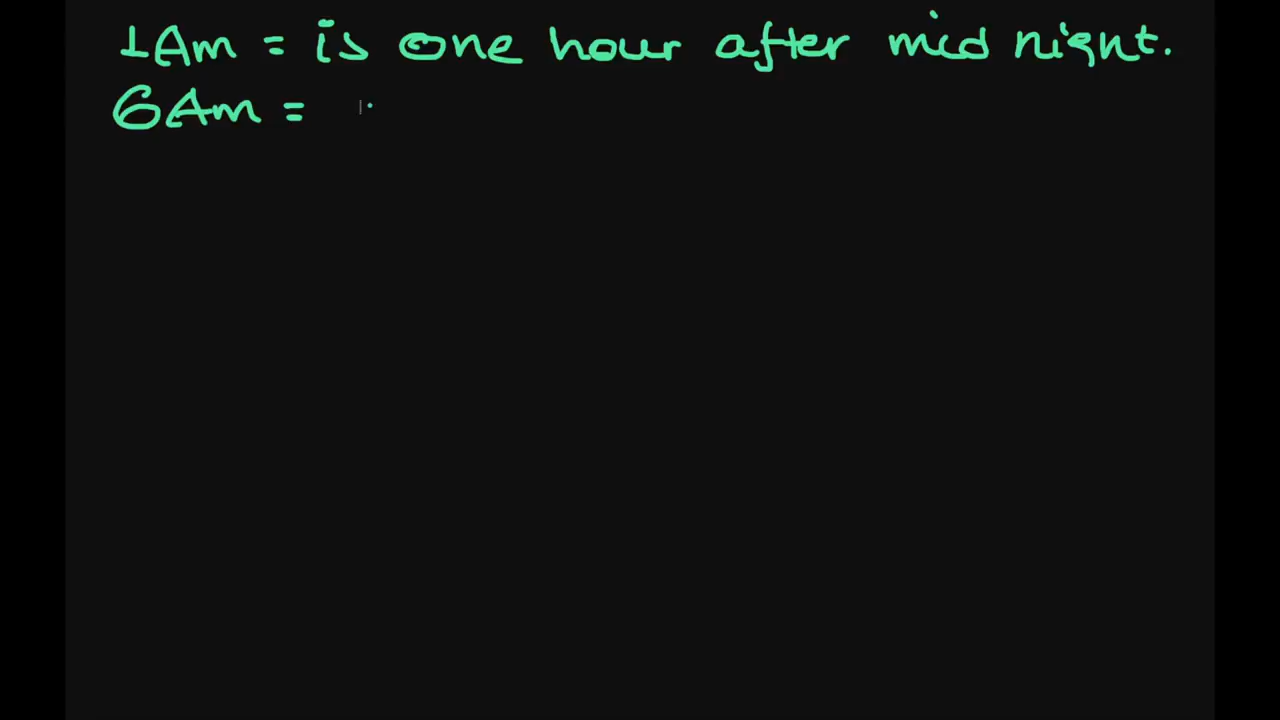 1Am = is one hour after mid night.
6Am =